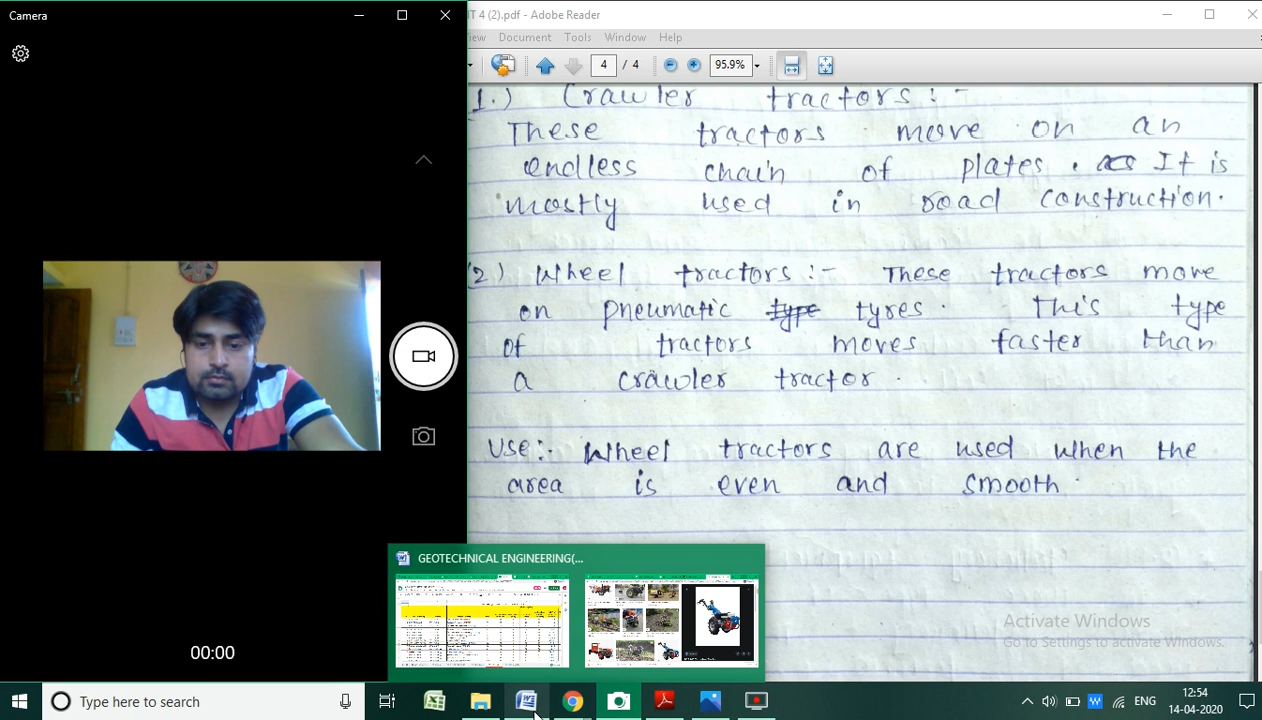 Camera
T 4 (2).pdf - Adobe Reader
iew Document Tools Window Help
4 / 4 95.9%
1.) Crawler tractors :-
These tractors move on an
endless chain of plates . as It is
mostly used in road construction.
(2) Wheel tractors :- These tractors move
on pneumatic type tyres . This type
of tractors moves faster than
a crawler tractor .
Use :- Wheel tractors are used when the
area is even and smooth .
GEOTECHNICAL ENGINEERING(...
Activate Windows
Go to Settings to activate Windows.
00:00
Type here to search
ENG
12:54
14-04-2020